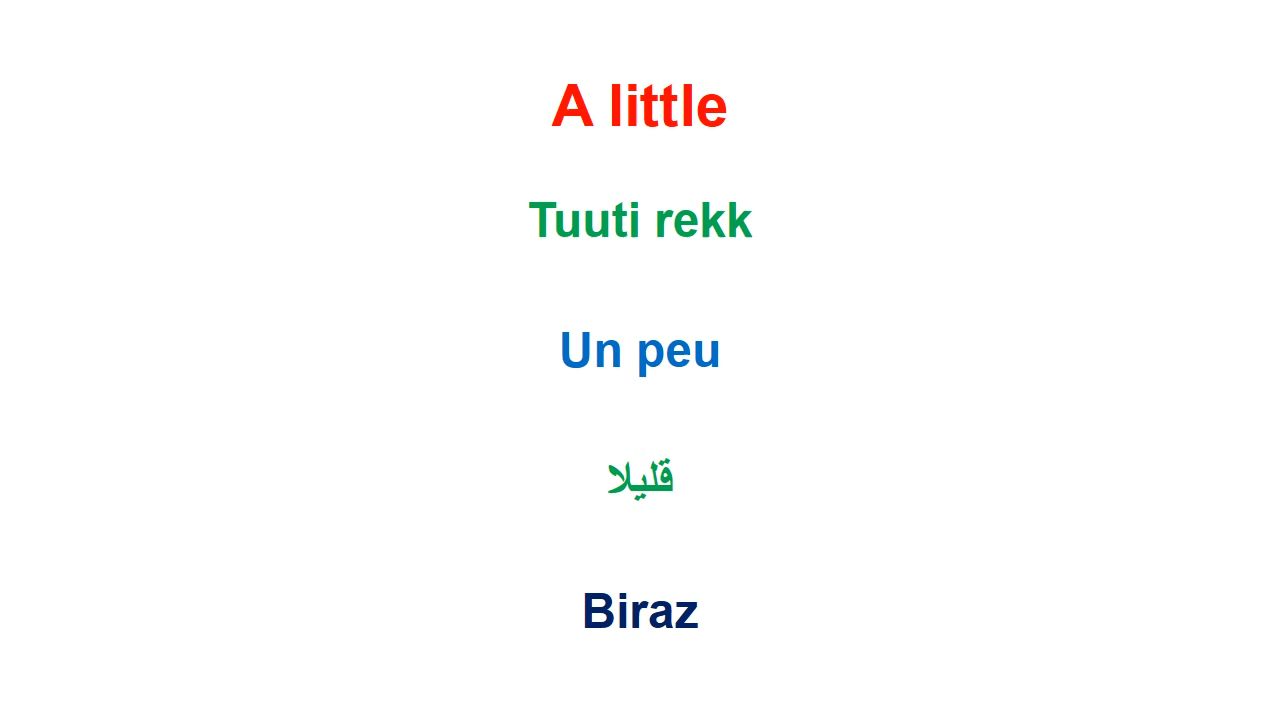 A little
Tuuti rekk
Un peu
قليلا
Biraz